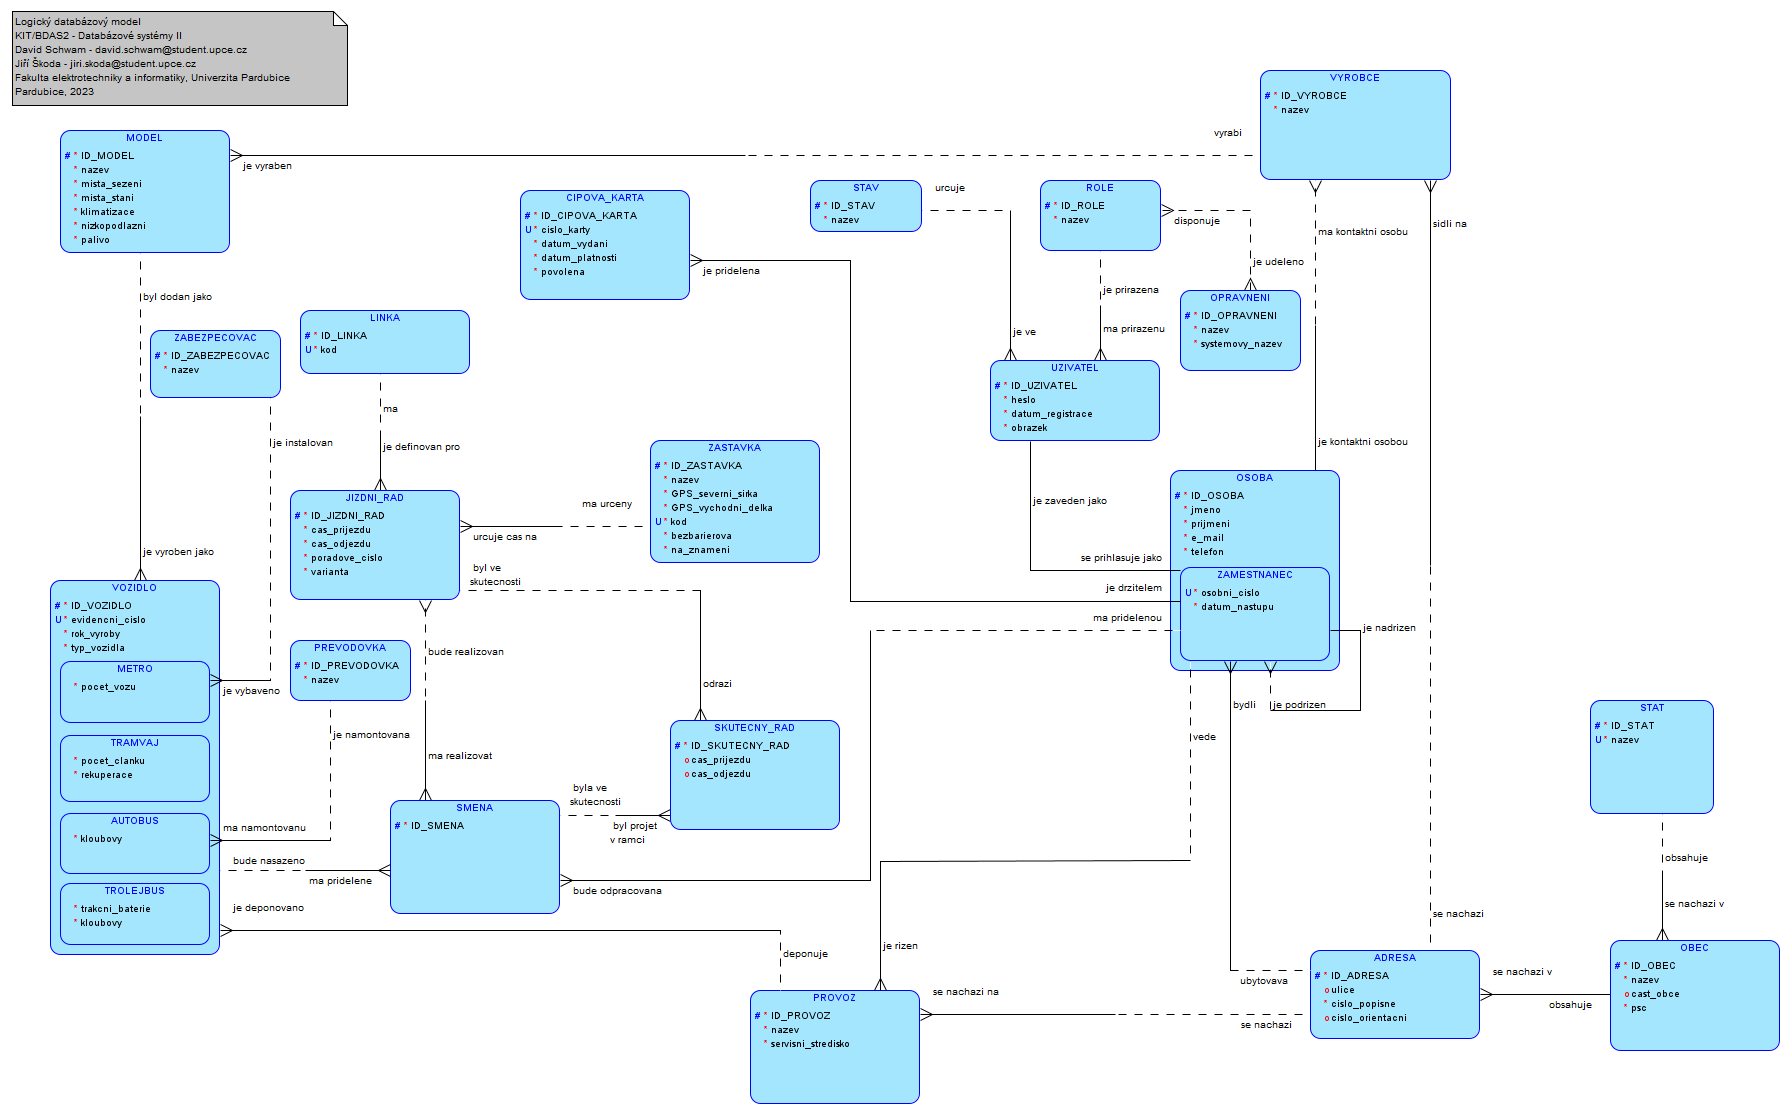 Logický databázový model
KIT/BDAS2 - Databázové systémy II
David Schwam - david.schwam@student.upce.cz
Jiří Škoda - jiri.skoda@student.upce.cz
Fakulta elektrotechniky a informatiky, Univerzita Pardubice
Pardubice, 2023
VYROBCE
# * ID_VYROBCE
* nazev
vyrabi
je vyraben
MODEL
# * ID_MODEL
* nazev
* mista_sezeni
* mista_stani
* klimatizace
* nizkopodlazni
* palivo
CIPOVA_KARTA
# * ID_CIPOVA_KARTA
U * cislo_karty
* datum_vydani
* datum_platnosti
* povolena
je pridelena
STAV
# * ID_STAV
* nazev
urcuje
ROLE
# * ID_ROLE
* nazev
disponuje
ma kontaktni osobu
sidli na
je udeleno
je prirazena
OPRAVNENI
# * ID_OPRAVNENI
* nazev
* systemovy_nazev
byl dodan jako
ZABEZPECOVAC
# * ID_ZABEZPECOVAC
* nazev
LINKA
# * ID_LINKA
U * kod
je ve
ma prirazenu
UZIVATEL
# * ID_UZIVATEL
* heslo
* datum_registrace
* obrazek
ma
je instalovan
je definovan pro
je kontaktni osobou
ZASTAVKA
# * ID_ZASTAVKA
* nazev
* GPS_severni_sirka
* GPS_vychodni_delka
U * kod
* bezbarierova
* na_znameni
ma urceny
urcuje cas na
JIZDNI_RAD
# * ID_JIZDNI_RAD
* cas_prijezdu
* cas_odjezdu
* poradove_cislo
* varianta
je zaveden jako
OSOBA
# * ID_OSOBA
* jmeno
* prijmeni
* e_mail
* telefon
ZAMESTNANEC
U * osobni_cislo
* datum_nastupu
se prihlasuje jako
je drzitelem
ma pridelenou
je nadrizen
je podrizen
bydli
vede
je vyroben jako
byl ve
skutecnosti
VOZIDLO
# * ID_VOZIDLO
U * evidencni_cislo
* rok_vyroby
* typ_vozidla
METRO
* pocet_vozu
TRAMVAJ
* pocet_clanku
* rekuperace
AUTOBUS
* kloubovy
TROLEJBUS
* trakcni_baterie
* kloubovy
je vybaveno
PREVODOVKA
# * ID_PREVODOVKA
* nazev
je namontovana
ma namontovanu
bude realizovan
ma realizovat
odrazi
SKUTECNY_RAD
# * ID_SKUTECNY_RAD
o cas_prijezdu
o cas_odjezdu
byla ve
skutecnosti
byl projet
v ramci
SMENA
# * ID_SMENA
bude nasazeno
ma pridelene
bude odpracovana
je deponovano
deponuje
je rizen
PROVOZ
# * ID_PROVOZ
* nazev
* servisni_stredisko
se nachazi na
se nachazi
ubytovava
se nachazi
ADRESA
# * ID_ADRESA
o ulice
* cislo_popisne
o cislo_orientacni
STAT
# * ID_STAT
U * nazev
obsahuje
se nachazi v
OBEC
# * ID_OBEC
* nazev
o cast_obce
* psc
se nachazi v
obsahuje